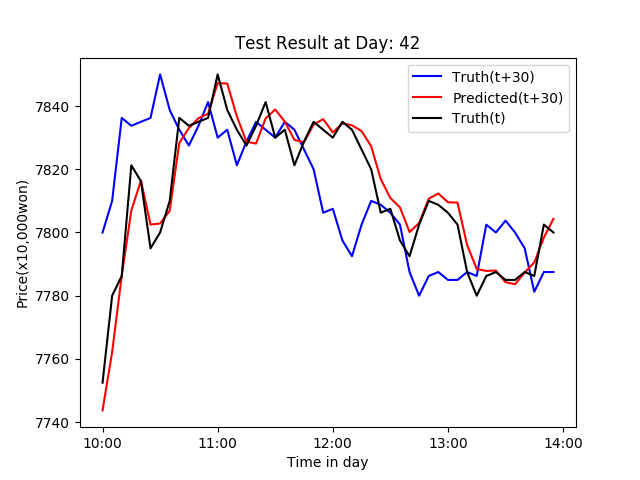 Test Result at Day: 42
Truth(t+30)
Predicted(t+30)
Truth(t)
Price(x10,000won)
7840
7820
7800
7780
7760
7740
10:00
11:00
12:00
13:00
14:00
Time in day